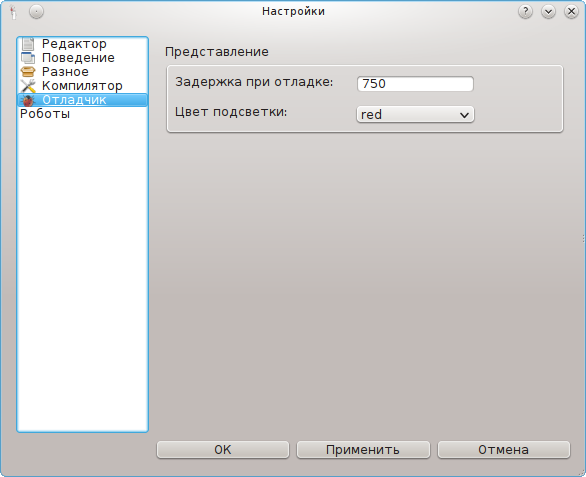 Настройки
Редактор
Поведение
Разное
Компилятор
Отладчик
Роботы
Представление
Задержка при отладке: 750
Цвет подсветки: red
OK Применить Отмена